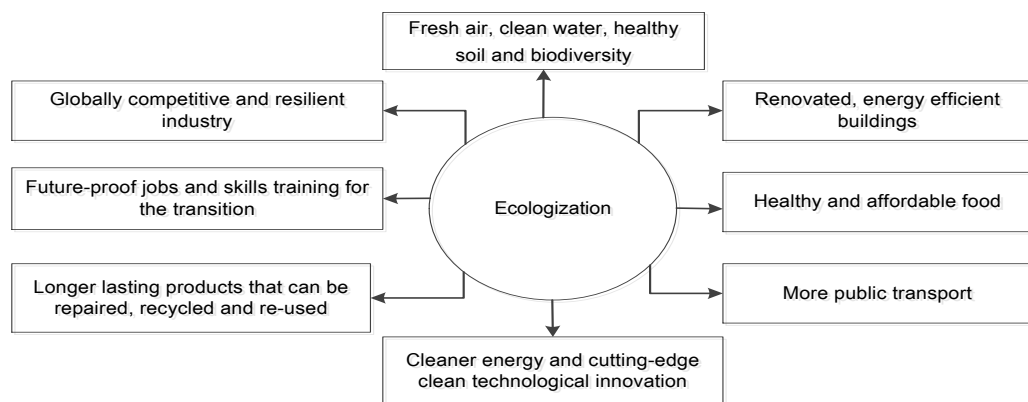 Fresh air, clean water, healthy
soil and biodiversity
Globally competitive and resilient
industry
Renovated, energy efficient
buildings
Future-proof jobs and skills training for
the transition
Ecologization
Healthy and affordable food
Longer lasting products that can be
repaired, recycled and re-used
More public transport
Cleaner energy and cutting-edge
clean technological innovation